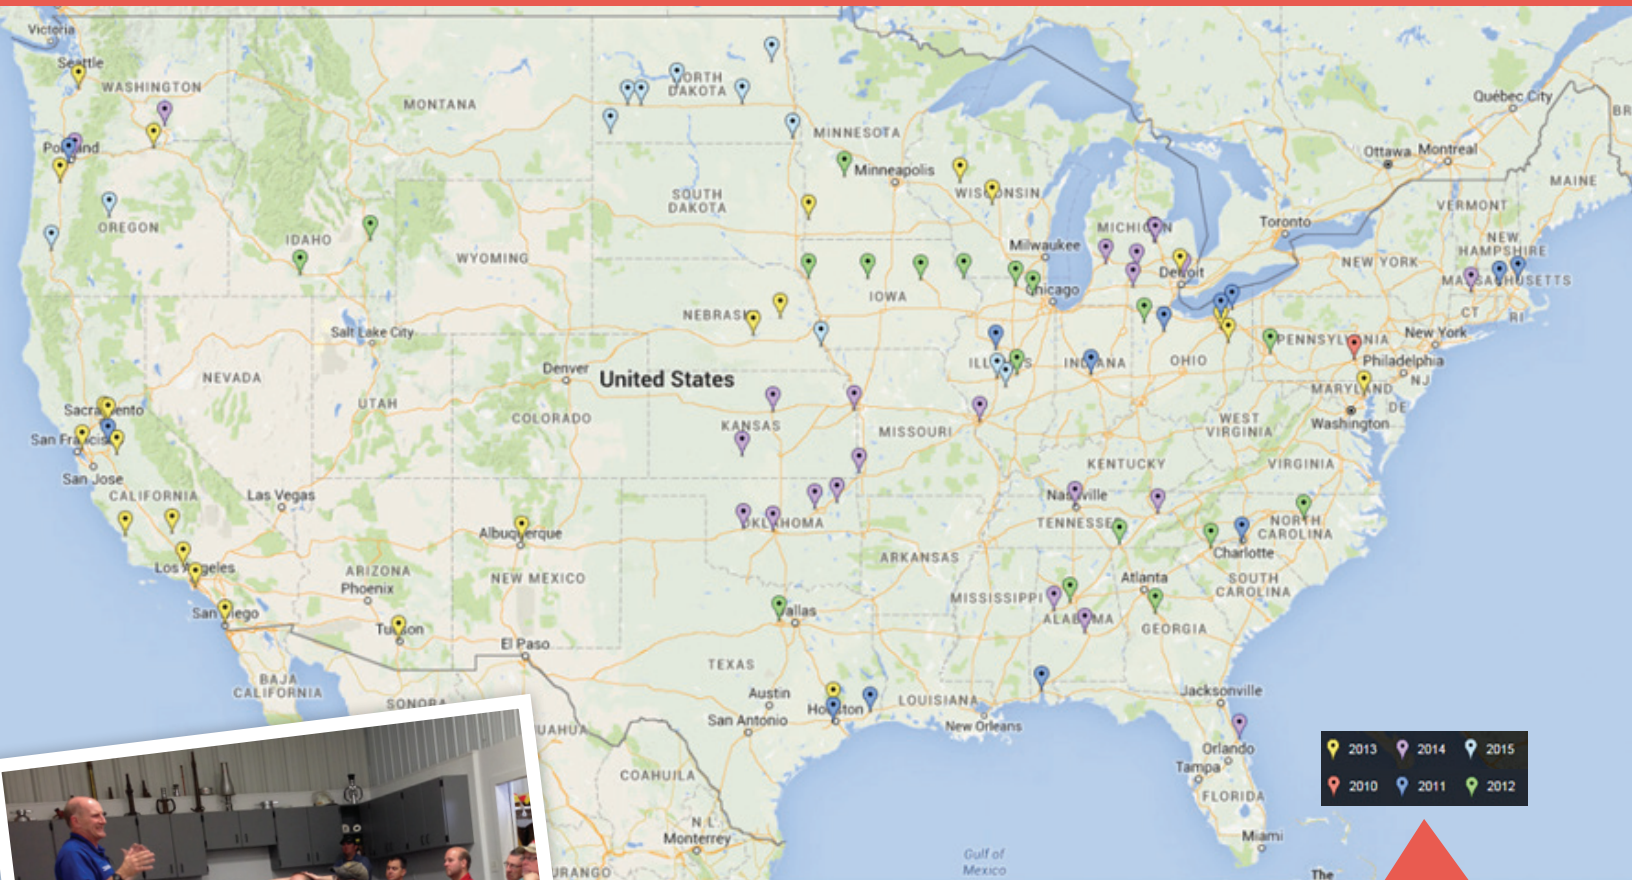 Victoria
Seattle
WASHINGTON
MONTANA
NORTH
DAKOTA
MINNESOTA
Minneapolis
WISCONSIN
Québec City
Ottawa
Montreal
MAINE
VERMONT
NEW
HAMPSHIRE
Toronto
MICHIGAN
Portland
OREGON
IDAHO
WYOMING
SOUTH
DAKOTA
Milwaukee
Detroit
NEW YORK
MASSACHUSETTS
CT
RI
Chicago
IOWA
NEBRASKA
Salt Lake City
NEVADA
UTAH
Denver
United States
COLORADO
ILLINOIS
INDIANA
OHIO
PENNSYLVANIA
New York
Philadelphia
NJ
MARYLAND
DE
Washington
WEST
VIRGINIA
VIRGINIA
KENTUCKY
MISSOURI
KANSAS
Sacramento
San Francisco
San Jose
CALIFORNIA
Las Vegas
Los Angeles
San Diego
ARIZONA
Phoenix
Tucson
Albuquerque
NEW MEXICO
El Paso
OKLAHOMA
ARKANSAS
Nashville
TENNESSEE
NORTH
CAROLINA
Charlotte
SOUTH
CAROLINA
Atlanta
GEORGIA
ALABAMA
MISSISSIPPI
Dallas
TEXAS
Austin
San Antonio
Houston
LOUISIANA
New Orleans
Jacksonville
Orlando
Tampa
FLORIDA
Miami
BAJA
CALIFORNIA
SONORA
COAHUILA
N L
Monterrey
Gulf of
Mexico
The
2013 2014 2015
2010 2011 2012